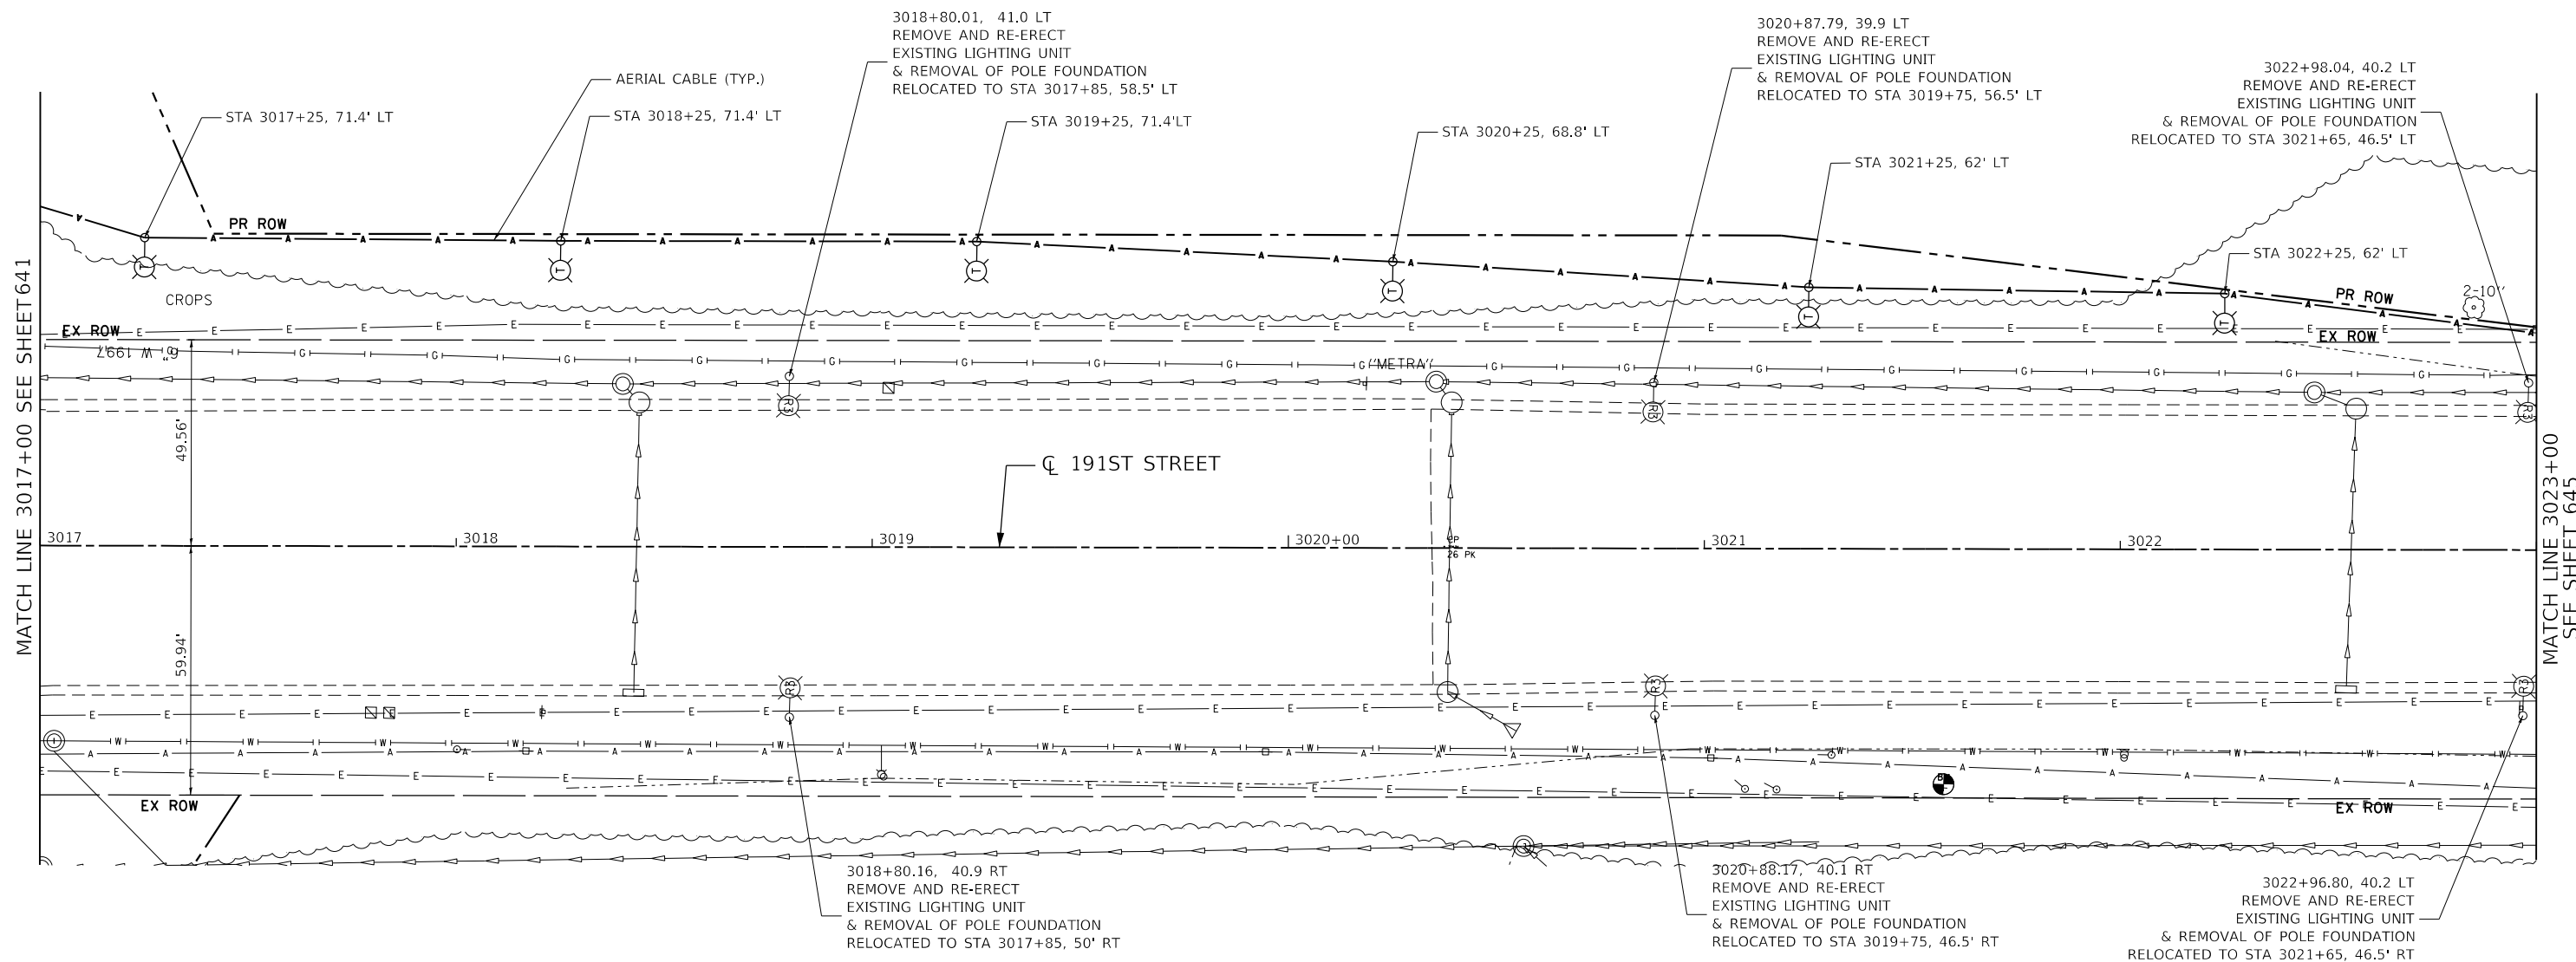 3018+80.01, 41.0 LT
REMOVE AND RE-ERECT
EXISTING LIGHTING UNIT
& REMOVAL OF POLE FOUNDATION
RELOCATED TO STA 3017+85, 58.5' LT
3020+87.79, 39.9 LT
REMOVE AND RE-ERECT
EXISTING LIGHTING UNIT
& REMOVAL OF POLE FOUNDATION
RELOCATED TO STA 3019+75, 56.5' LT
3022+98.04, 40.2 LT
REMOVE AND RE-ERECT
EXISTING LIGHTING UNIT
& REMOVAL OF POLE FOUNDATION
RELOCATED TO STA 3021+65, 46.5' LT
AERIAL CABLE (TYP.)
STA 3017+25, 71.4' LT
STA 3018+25, 71.4' LT
STA 3019+25, 71.4'LT
STA 3020+25, 68.8' LT
STA 3021+25, 62' LT
STA 3022+25, 62' LT
PR ROW
PR ROW
2-10"
CROPS
EX ROW
EX ROW
6" W 1997
"METRA"
MATCH LINE 3017+00 SEE SHEET641
49.56'
59.94'
℄ 191ST STREET
3017
3018
3019
3020+00
3021
3022
CP
26 PK
MATCH LINE 3023+00
SEE SHEET 645
EX ROW
EX ROW
3018+80.16, 40.9 RT
REMOVE AND RE-ERECT
EXISTING LIGHTING UNIT
& REMOVAL OF POLE FOUNDATION
RELOCATED TO STA 3017+85, 50' RT
3020+88.17, 40.1 RT
REMOVE AND RE-ERECT
EXISTING LIGHTING UNIT
& REMOVAL OF POLE FOUNDATION
RELOCATED TO STA 3019+75, 46.5' RT
3022+96.80, 40.2 LT
REMOVE AND RE-ERECT
EXISTING LIGHTING UNIT
& REMOVAL OF POLE FOUNDATION
RELOCATED TO STA 3021+65, 46.5' RT